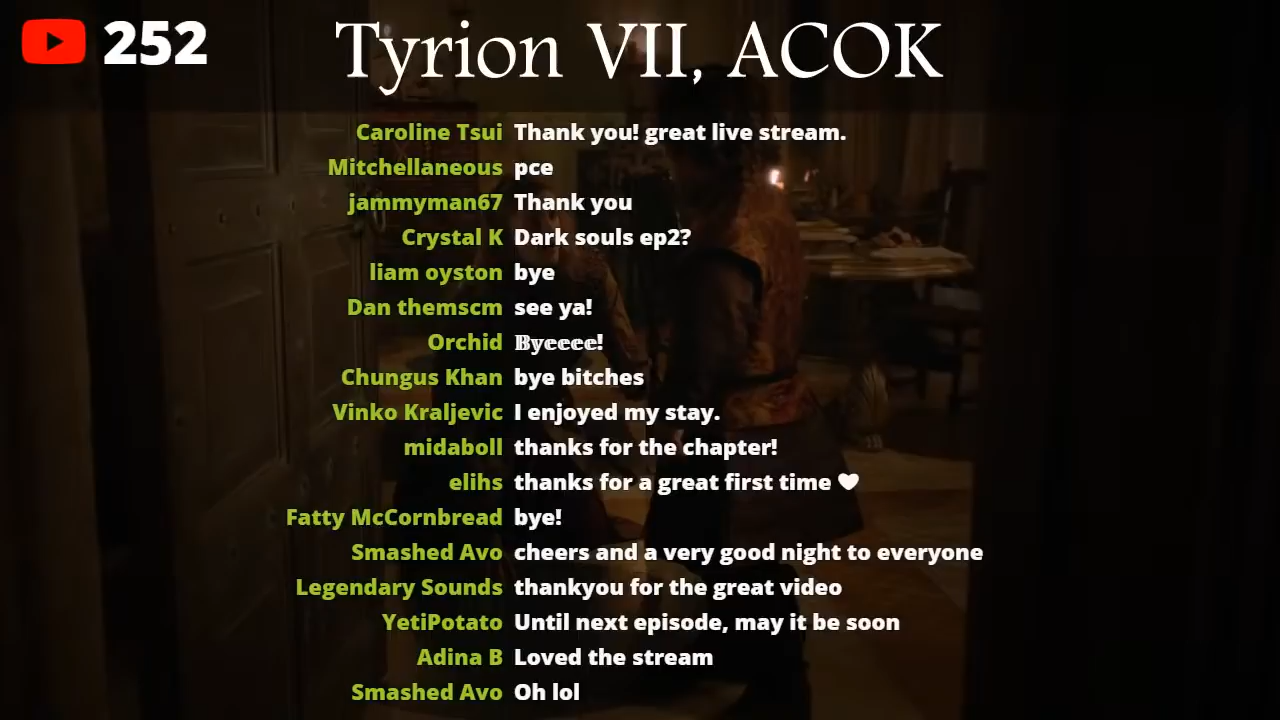 252
Tyrion VII, ACOK
Caroline Tsui Thank you! great live stream.
Mitchellaneous pce
jammyman67 Thank you
Crystal K Dark souls ep2?
liam oyston bye
Dan themscm see ya!
Orchid 𝔹𝕪𝕖𝕖𝕖𝕖!
Chungus Khan bye bitches
Vinko Kraljevic I enjoyed my stay.
midaboll thanks for the chapter!
elihs thanks for a great first time ♥
Fatty McCornbread bye!
Smashed Avo cheers and a very good night to everyone
Legendary Sounds thankyou for the great video
YetiPotato Until next episode, may it be soon
Adina B Loved the stream
Smashed Avo Oh lol